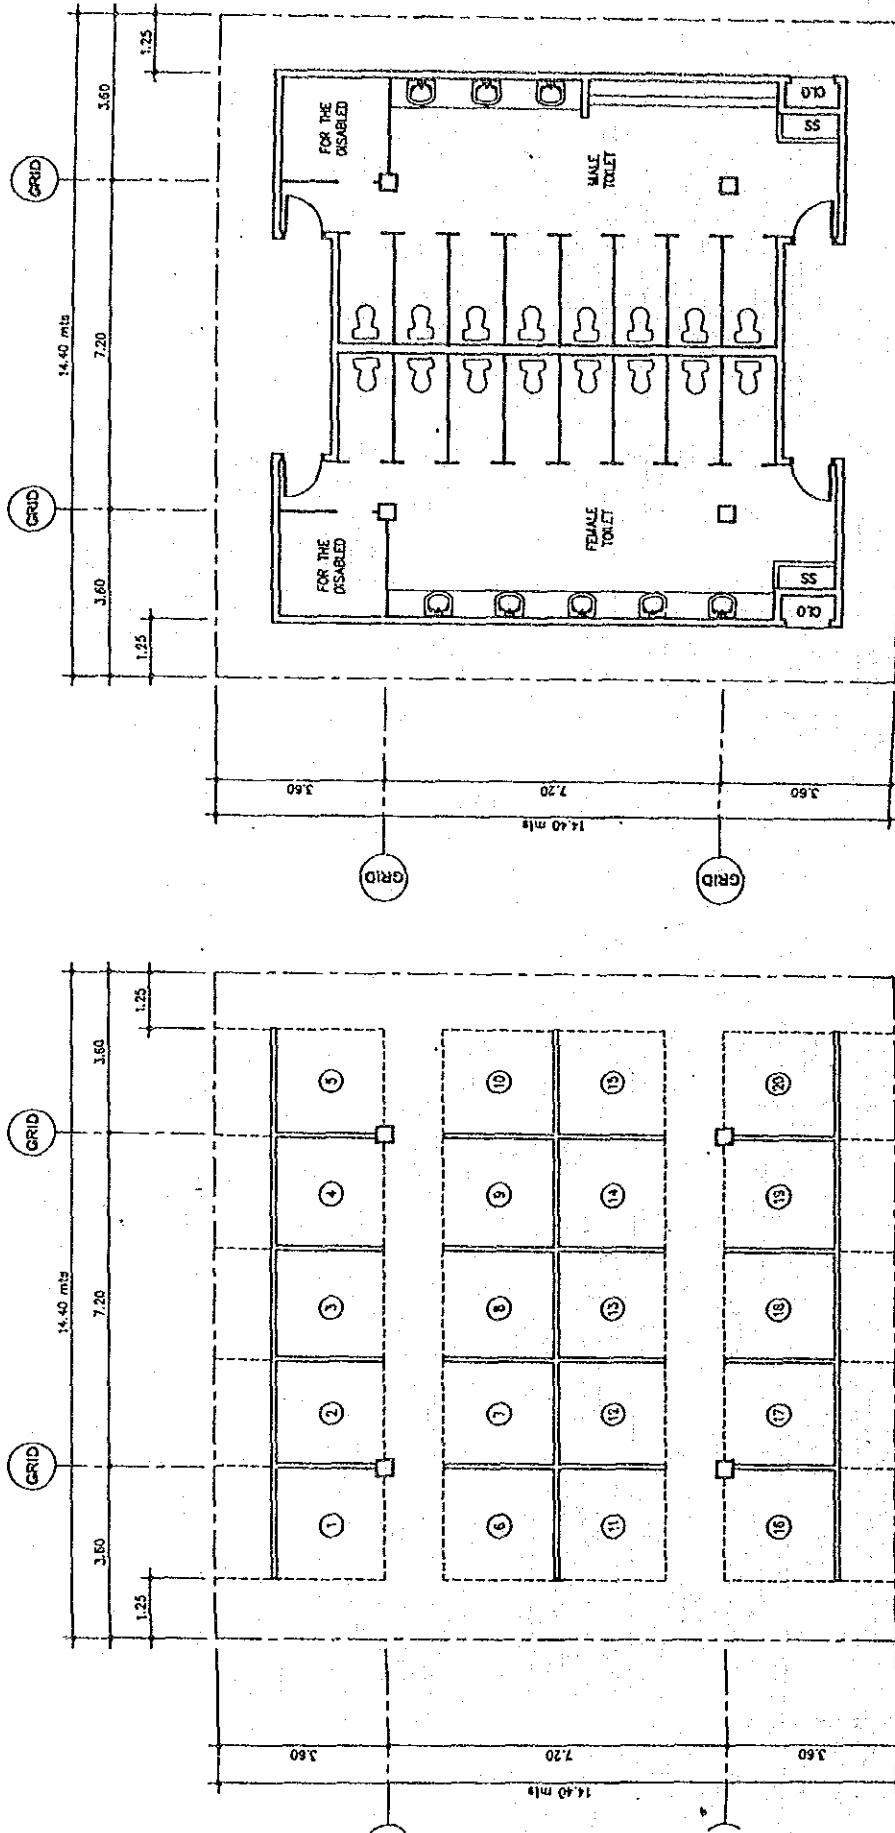 GRID
GRID
14.40 mts
3.60
7.20
3.60
1.25
1.25
FOR THE
DISABLED
FOR THE
DISABLED
FEMALE
TOILET
MALE
TOILET
CLO
SS
SS
CLO
3.60
7.20
3.60
14.40 mts
GRID
GRID
GRID
GRID
14.40 mts
3.60
7.20
3.60
1.25
1.25
1
2
3
4
5
6
7
8
9
10
11
12
13
14
15
16
17
18
19
20
3.60
7.20
3.60
14.40 mts